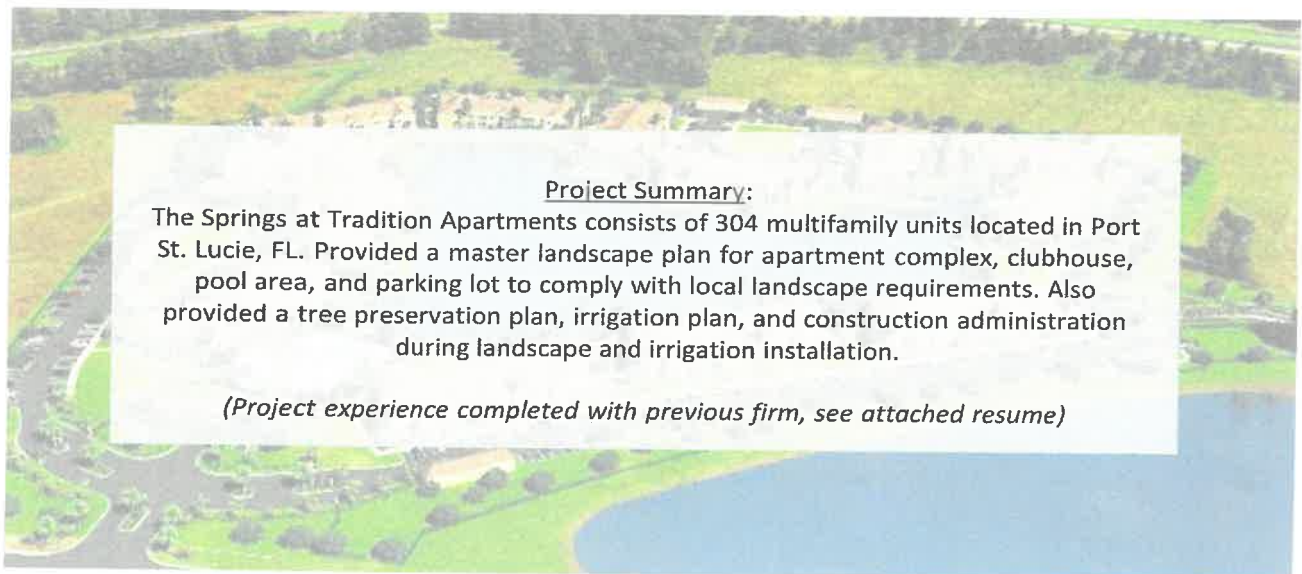 Project Summary:
The Springs at Tradition Apartments consists of 304 multifamily units located in Port
St. Lucie, FL. Provided a master landscape plan for apartment complex, clubhouse,
pool area, and parking lot to comply with local landscape requirements. Also
provided a tree preservation plan, irrigation plan, and construction administration
during landscape and irrigation installation.
(Project experience completed with previous firm, see attached resume)